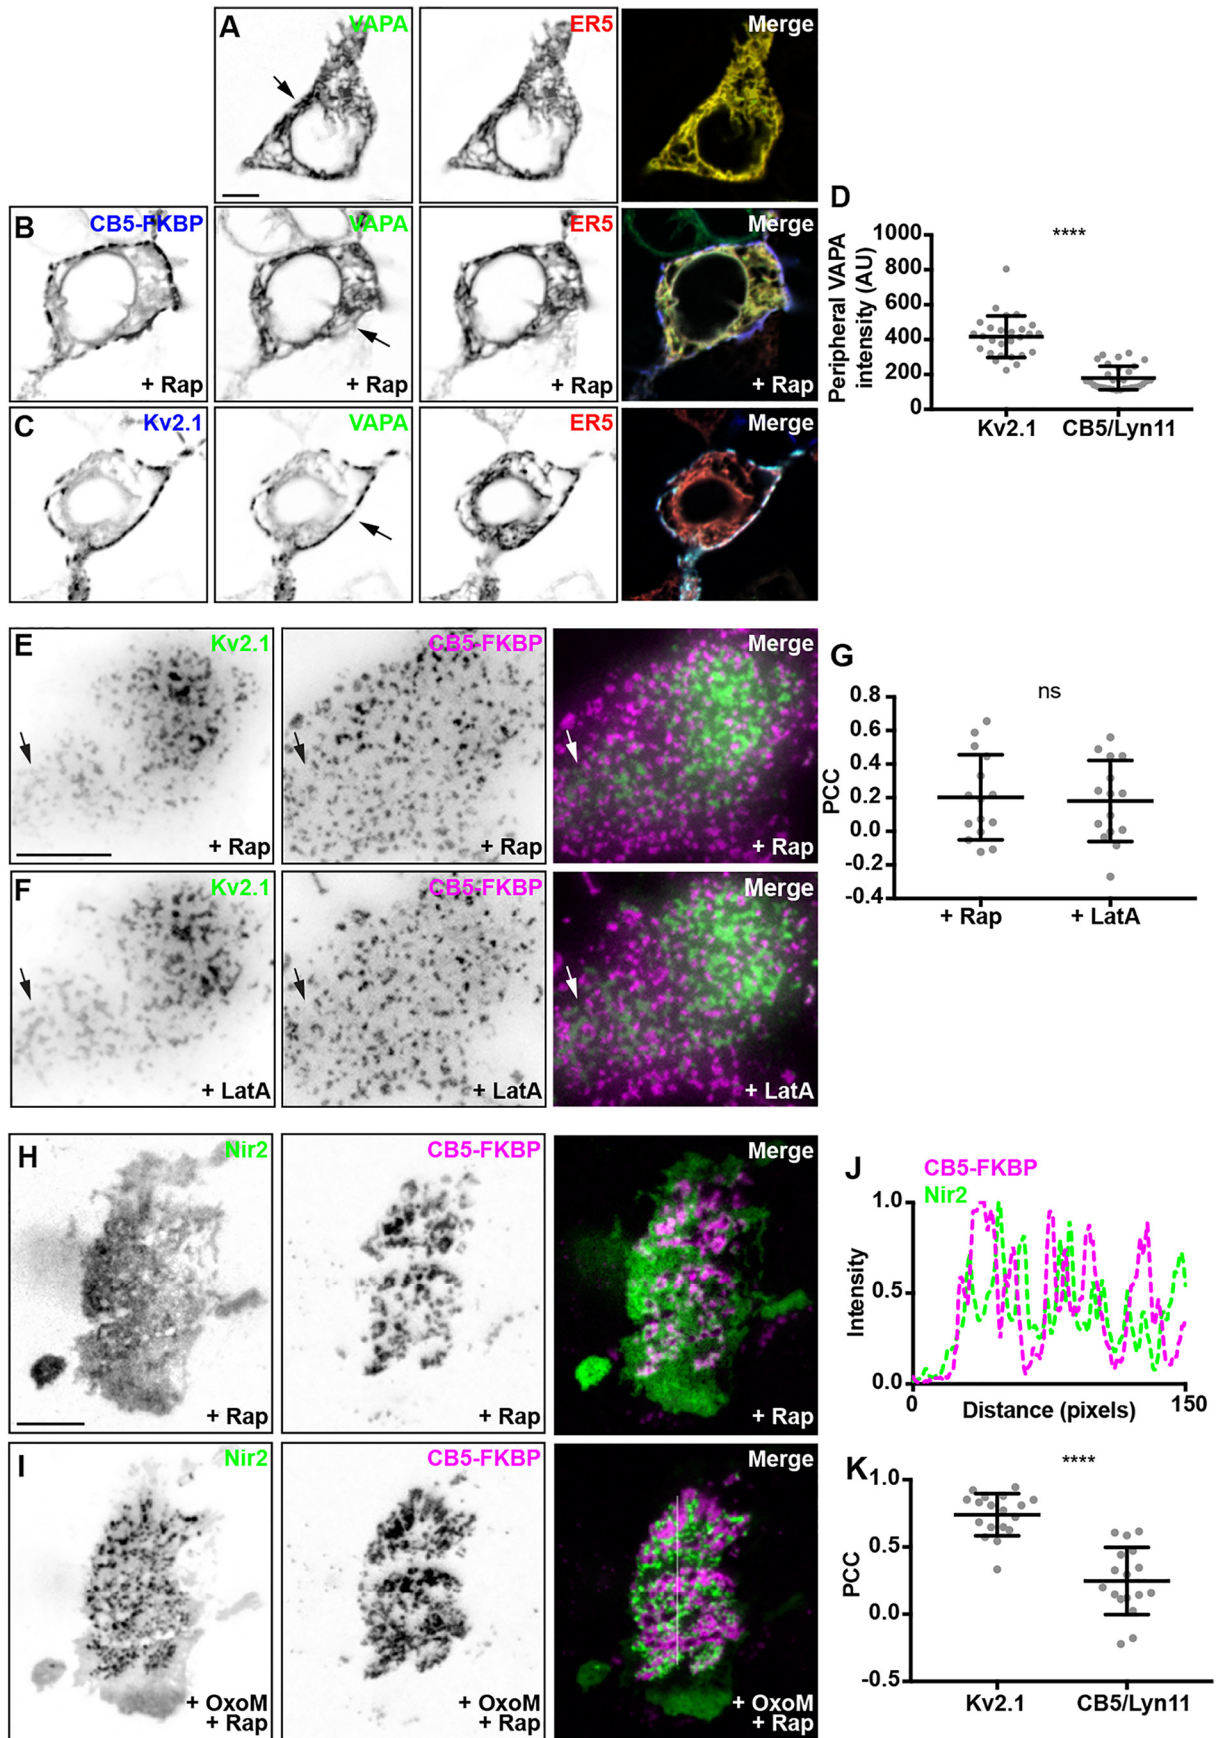 A
VAPA
ER5
Merge
B
CB5-FKBP
+ Rap
VAPA
+ Rap
ER5
+ Rap
Merge
+ Rap
C
Kv2.1
VAPA
ER5
Merge
D
****
Peripheral VAPA
intensity (AU)
1000
800
600
400
200
0
Kv2.1
CB5/Lyn11
E
Kv2.1
+ Rap
CB5-FKBP
+ Rap
Merge
+ Rap
F
Kv2.1
+ LatA
CB5-FKBP
+ LatA
Merge
+ LatA
G
ns
PCC
0.8
0.6
0.4
0.2
0.0
-0.2
-0.4
+ Rap
+ LatA
H
Nir2
+ Rap
CB5-FKBP
+ Rap
Merge
+ Rap
I
Nir2
+ OxoM
+ Rap
CB5-FKBP
+ OxoM
+ Rap
Merge
+ OxoM
+ Rap
J
CB5-FKBP
Nir2
Intensity
1.0
0.5
0.0
0
150
Distance (pixels)
K
****
PCC
1.0
0.5
0.0
-0.5
Kv2.1
CB5/Lyn11